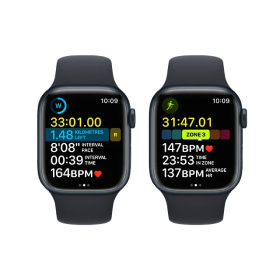 W
10:09
33:01.00
1.48 KILOMETRES LEFT
R
8'08" INTERVAL PACE
00:39 INTERVAL TIME
164BPM
10:09
31:47.01
ZONE 3
147BPM
23:53 TIME IN ZONE
137BPM AVERAGE HR